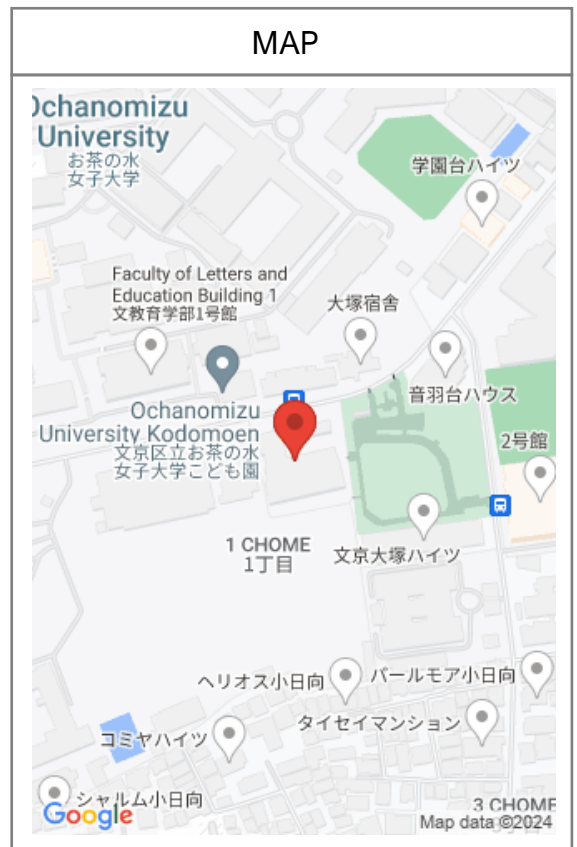 MAP
Ochanomizu
University
お茶の水
女子大学
学園台ハイツ
Faculty of Letters and
Education Building 1
文教育学部1号館
大塚宿舎
音羽台ハウス
Ochanomizu
University Kodomoen
文京区立お茶の水
女子大学こども園
2号館
1 CHOME
1丁目
文京大塚ハイツ
ヘリオス小日向
パールモア小日向
タイセイマンション
コミヤハイツ
シャルム小日向
3 CHOME
Google
Map data ©2024